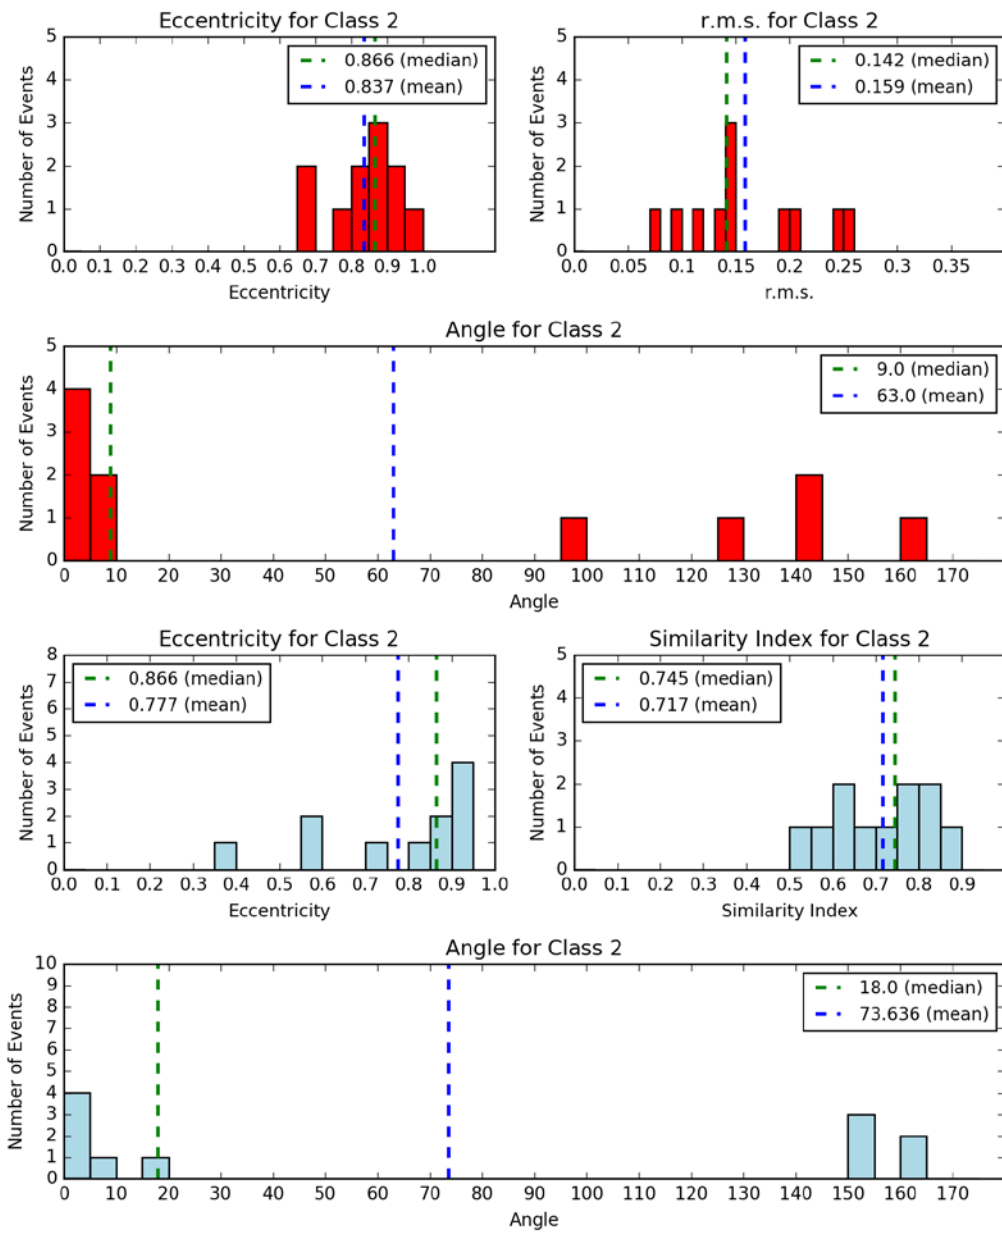 Eccentricity for Class 2
5
4
3
2
1
0
Number of Events
0.866 (median)
0.837 (mean)
0.0 0.1 0.2 0.3 0.4 0.5 0.6 0.7 0.8 0.9 1.0
Eccentricity
r.m.s. for Class 2
5
4
3
2
1
0
Number of Events
0.142 (median)
0.159 (mean)
0.0 0.05 0.1 0.15 0.2 0.25 0.3 0.35
r.m.s.
Angle for Class 2
5
4
3
2
1
0
Number of Events
9.0 (median)
63.0 (mean)
0 10 20 30 40 50 60 70 80 90 100 110 120 130 140 150 160 170
Angle
Eccentricity for Class 2
8
7
6
5
4
3
2
1
0
Number of Events
0.866 (median)
0.777 (mean)
0.0 0.1 0.2 0.3 0.4 0.5 0.6 0.7 0.8 0.9 1.0
Eccentricity
Similarity Index for Class 2
5
4
3
2
1
0
Number of Events
0.745 (median)
0.717 (mean)
0.0 0.1 0.2 0.3 0.4 0.5 0.6 0.7 0.8 0.9
Similarity Index
Angle for Class 2
10
9
8
7
6
5
4
3
2
1
0
Number of Events
18.0 (median)
73.636 (mean)
0 10 20 30 40 50 60 70 80 90 100 110 120 130 140 150 160 170
Angle